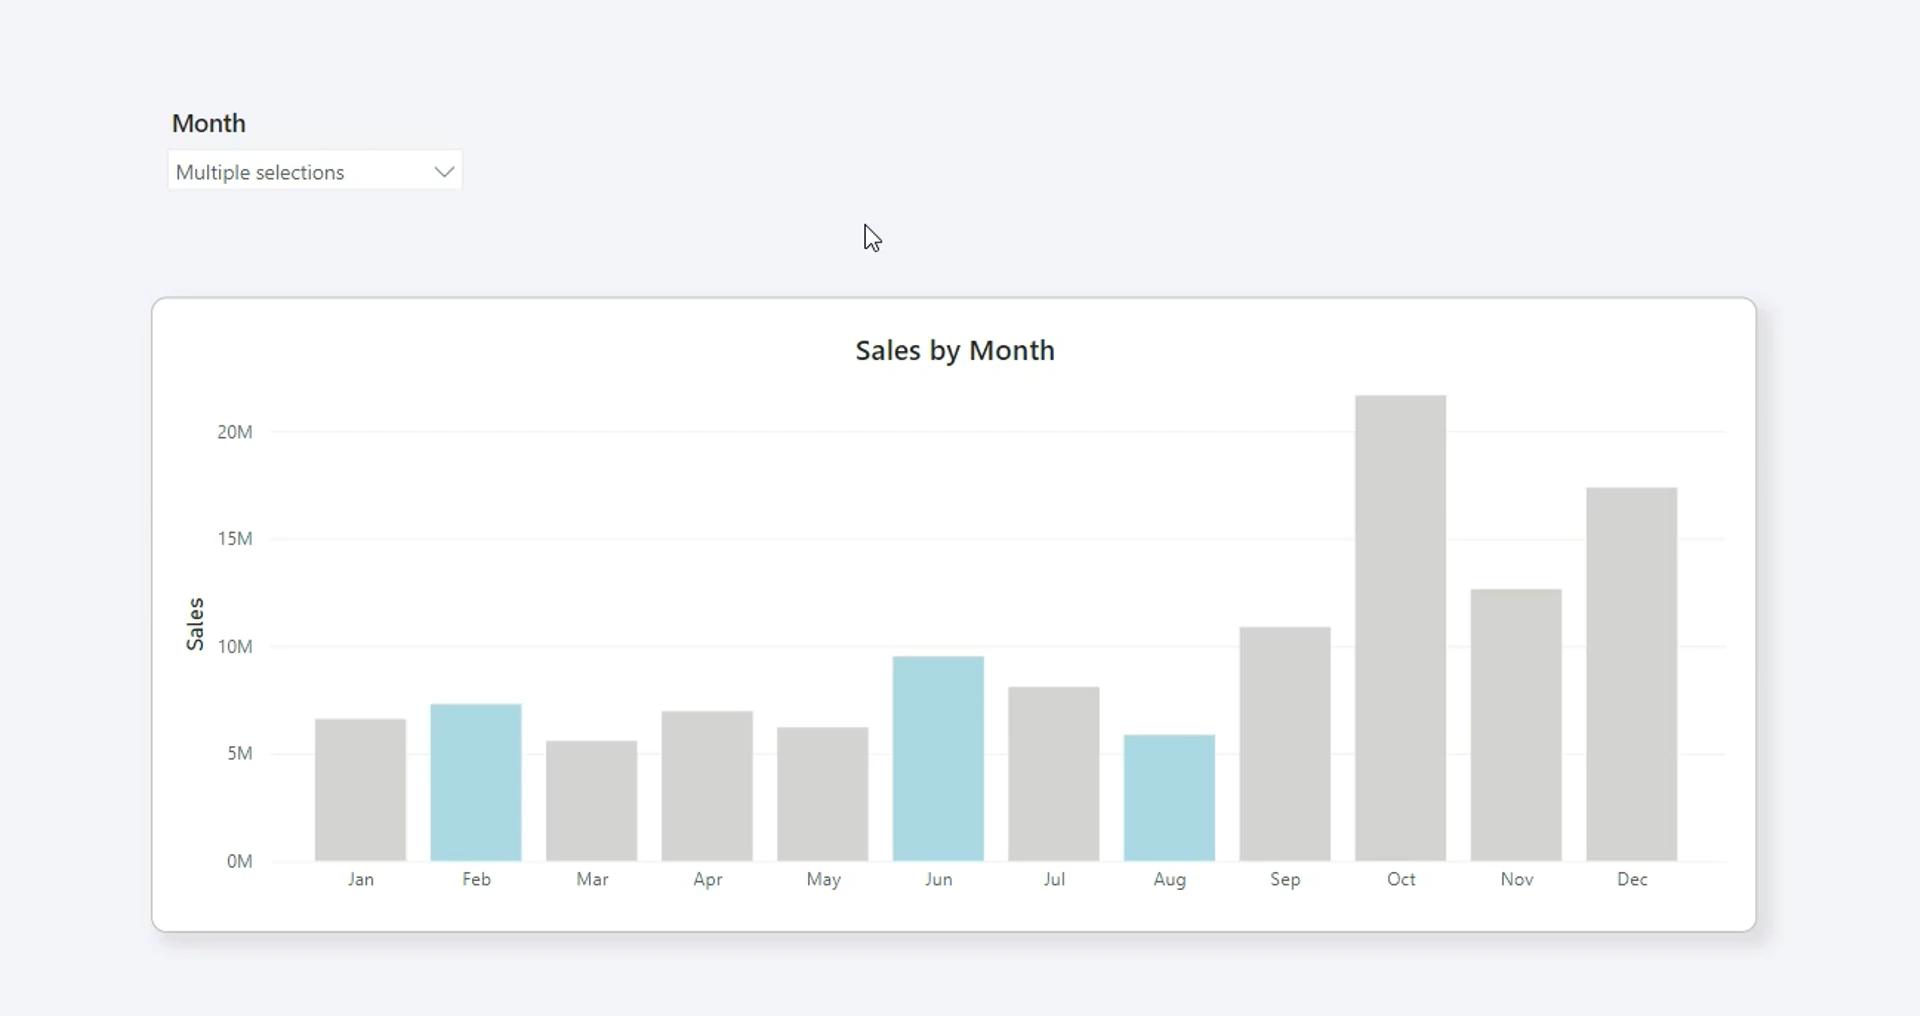 Month
Multiple selections
Sales by Month
Sales
20M
15M
10M
5M
0M
Jan Feb Mar Apr May Jun Jul Aug Sep Oct Nov Dec